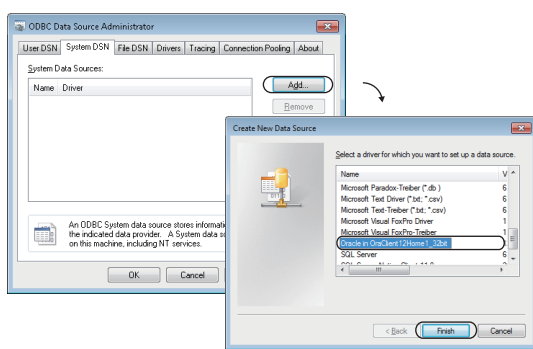 ODBC Data Source Administrator
User DSN System DSN File DSN Drivers Tracing Connection Pooling About
System Data Sources:
Name Driver
Add...
Remove
An ODBC System data source stores
the indicated data provider. A System data
on this machine, including NT services.
OK Cancel
Create New Data Source
Select a driver for which you want to set up a data source.
Name V
Microsoft Paradox-Treiber (*.db ) 6
Microsoft Text Driver (*.txt; *.csv) 6
Microsoft Text-Treiber (*.txt; *.csv) 6
Microsoft Visual FoxPro Driver 1
Microsoft Visual FoxPro-Treiber 1
Oracle in OraClient12Home1_32bit
SQL Server 6
< Back Finish Cancel